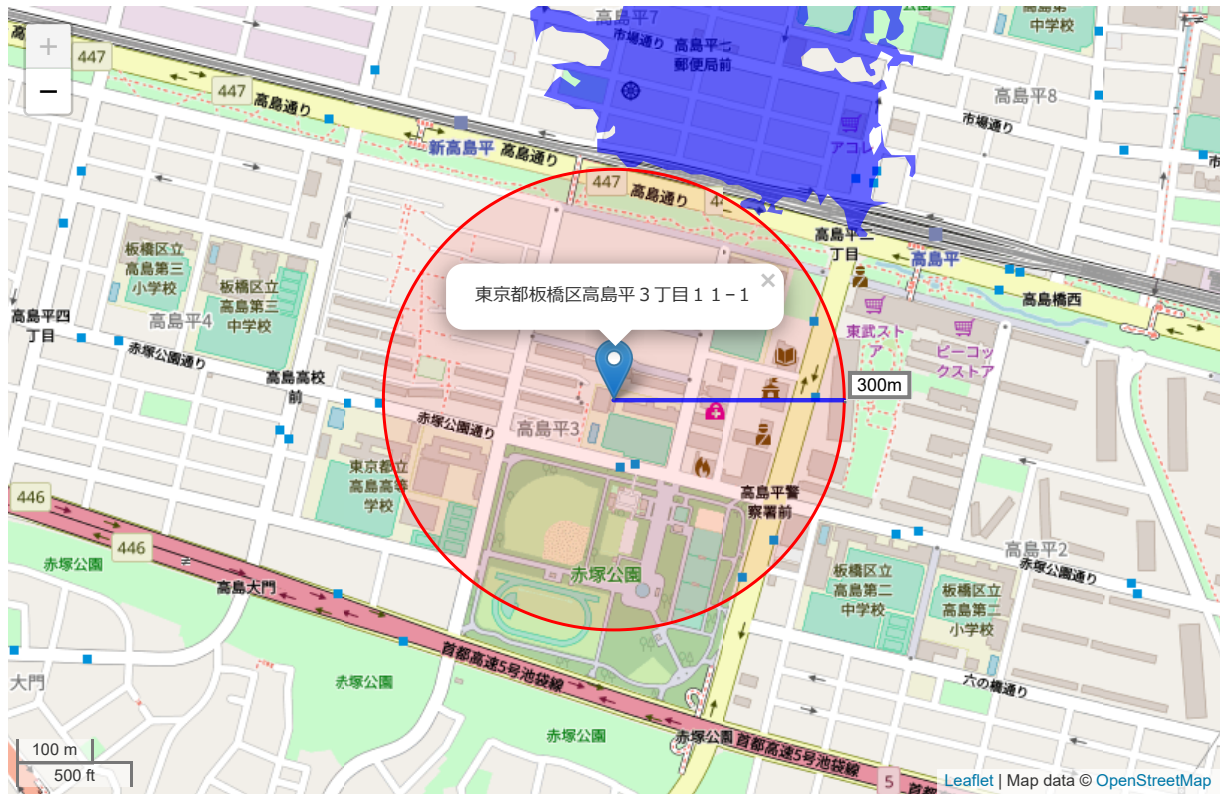 高島平7
公園
高島第一
中学校
+
−
447
市場通り
高島平七
郵便局前
447
高島通り
高島平8
市場通り
アコレ
新高島平
高島通り
447
高島通り
高島平二
丁目
高島平
板橋区立
高島第三
小学校
板橋区立
高島第三
中学校
高島平4
高島平四
丁目
赤塚公園通り
高島高校
前
東京都板橋区高島平３丁目１１−１
×
高島橋西
東武スト
ア
ピーコッ
クストア
300m
赤塚公園通り
高島平3
東京都立
高島高等
学校
高島平警
察署前
446
446
赤塚公園
高島大門
赤塚公園
高島平2
赤塚公園通り
板橋区立
高島第二
中学校
板橋区立
高島第二
小学校
首都高速5号池袋線
大門
赤塚公園
六の橋通り
赤塚公園
赤塚公園
首都高速5号池袋線
5
首都
100 m
500 ft
Leaflet | Map data © OpenStreetMap